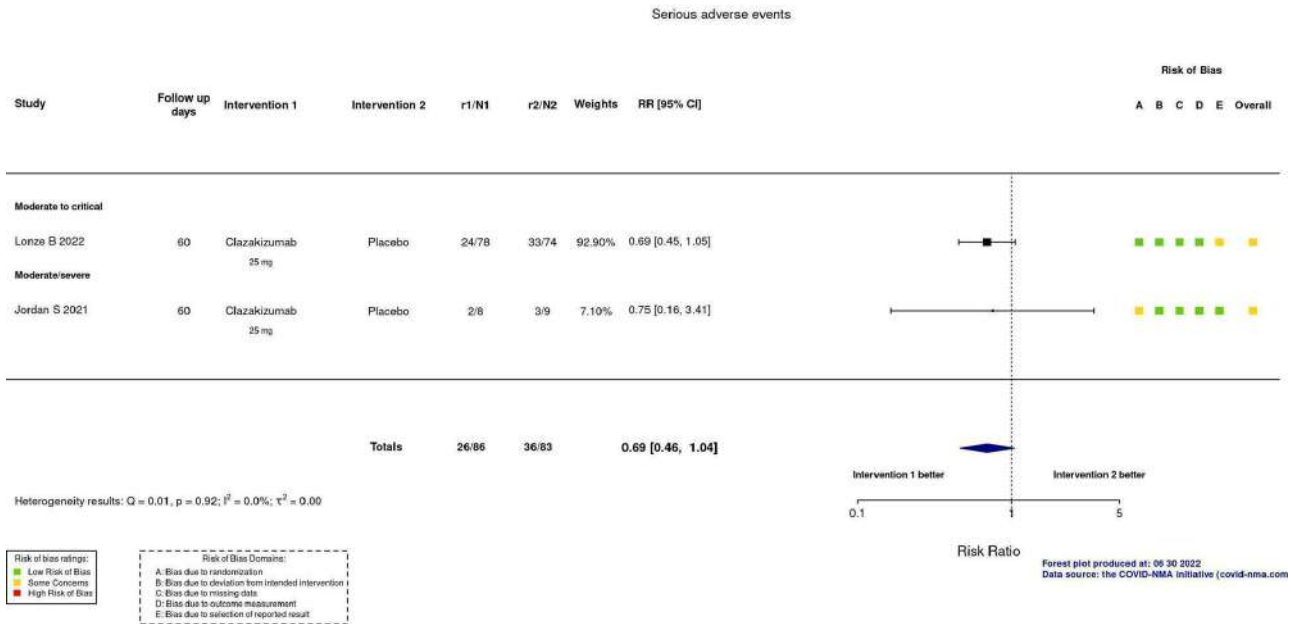 Serious adverse events
Risk of Bias
Study Follow up days Intervention 1 Intervention 2 r1/N1 r2/N2 Weights RR [95% CI] A B C D E Overall
Moderate to critical
Lonze B 2022 60 Clazakizumab Placebo 24/78 33/74 92.90% 0.69 [0.45, 1.05]
25 mg
Moderate/severe
Jordan S 2021 60 Clazakizumab Placebo 2/8 3/9 7.10% 0.75 [0.16, 3.41]
25 mg
Totals 26/86 36/83 0.69 [0.46, 1.04]
Intervention 1 better Intervention 2 better
Heterogeneity results: Q = 0.01, p = 0.92; I² = 0.0%; τ² = 0.00
0.1 1 5
Risk Ratio
Risk of bias ratings:
Low Risk of Bias
Some Concerns
High Risk of Bias
Risk of Bias Domains:
A: Bias due to randomization
B: Bias due to deviation from intended intervention
C: Bias due to missing data
D: Bias due to outcome measurement
E: Bias due to selection of reported result
Forest plot produced at: 06 30 2022
Data source: the COVID-NMA initiative (covid-nma.com